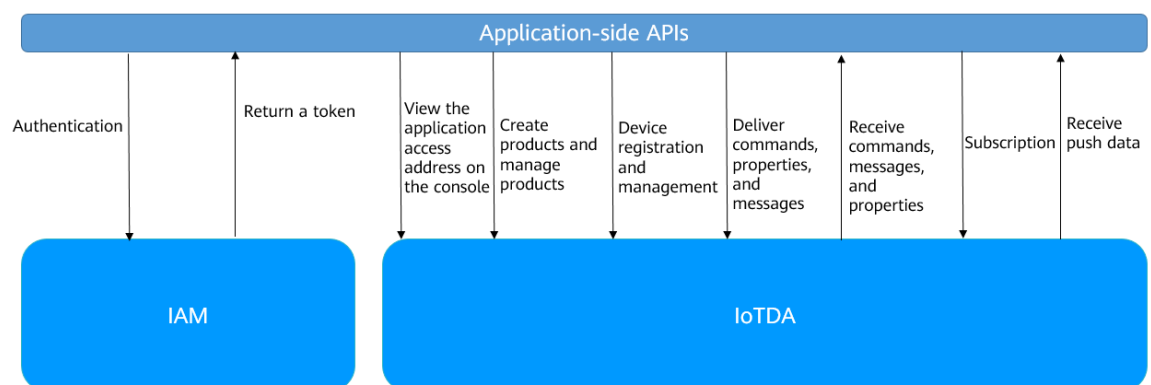 Application-side APIs
Authentication
Return a token
View the
application
access
address on
the console
Create
products and
manage
products
Device
registration
and
management
Deliver
commands,
properties,
and
messages
Receive
commands,
messages,
and
properties
Subscription
Receive
push data
IAM
IoTDA